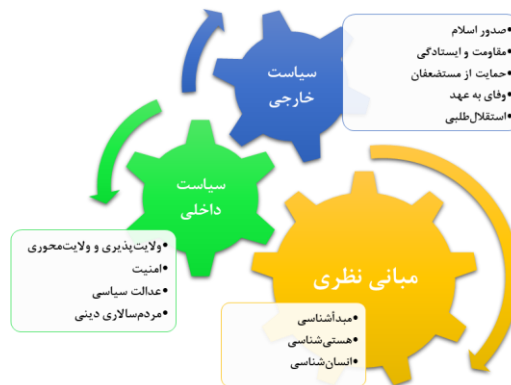 سیاست
خارجی
•صدور اسلام
•مقاومت و ایستادگی
•حمایت از مستضعفان
•وفای به عهد
•استقلال‌طلبی
سیاست
داخلی
•ولایت‌پذیری و ولایت‌محوری
•امنیت
•عدالت سیاسی
•مردم‌سالاری دینی
مبانی نظری
•مبدأشناسی
•هستی‌شناسی
•انسان‌شناسی